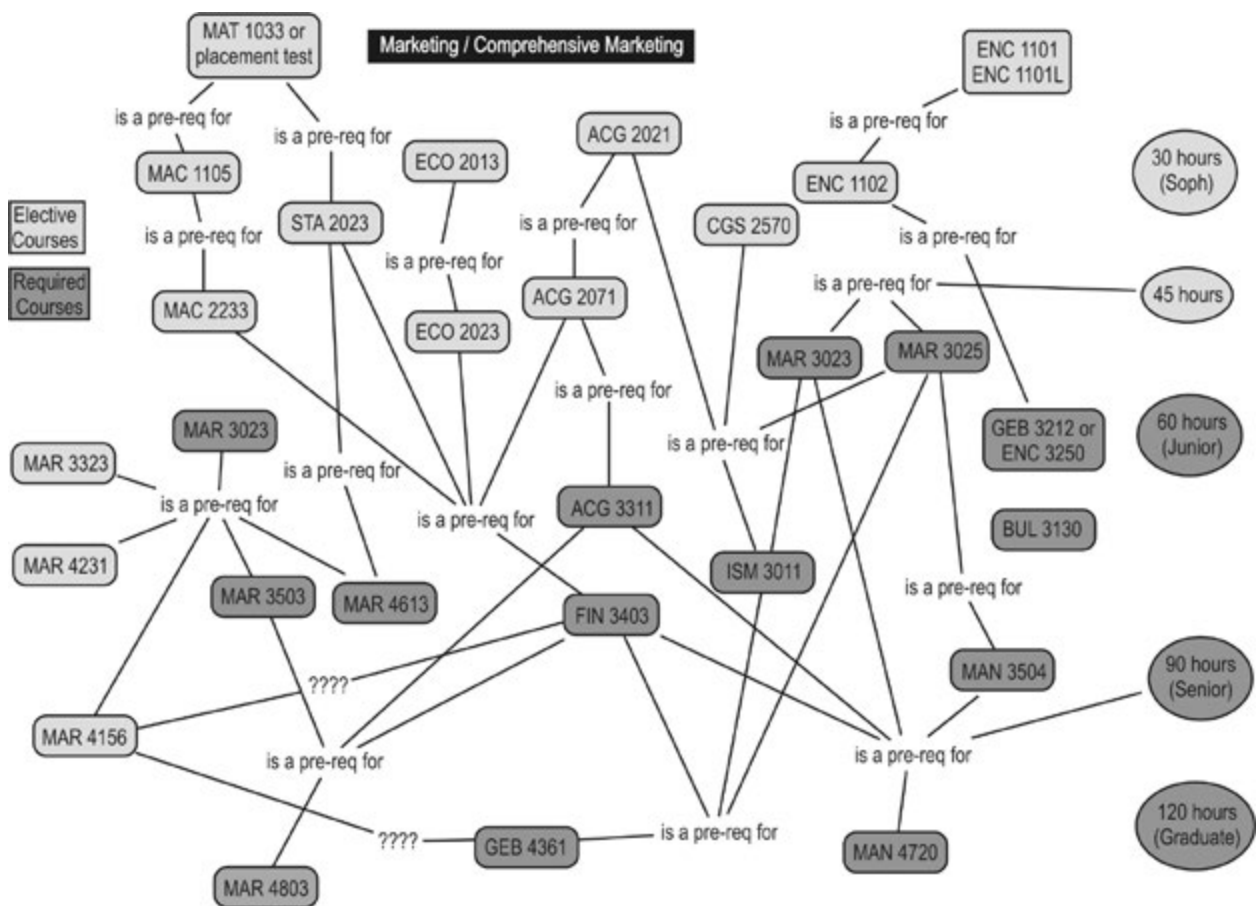 MAT 1033 or
placement test
Marketing / Comprehensive Marketing
ENC 1101
ENC 1101L
is a pre-req for
is a pre-req for
is a pre-req for
ACG 2021
MAC 1105
ECO 2013
ENC 1102
30 hours
(Soph)
Elective
Courses
is a pre-req for
STA 2023
is a pre-req for
CGS 2570
is a pre-req for
is a pre-req for
Required
Courses
MAC 2233
ECO 2023
ACG 2071
is a pre-req for
45 hours
MAR 3023
MAR 3025
is a pre-req for
MAR 3023
GEB 3212 or
ENC 3250
60 hours
(Junior)
MAR 3323
is a pre-req for
is a pre-req for
is a pre-req for
is a pre-req for
ACG 3311
BUL 3130
MAR 4231
MAR 3503
MAR 4613
ISM 3011
is a pre-req for
FIN 3403
MAN 3504
90 hours
(Senior)
????
MAR 4156
is a pre-req for
is a pre-req for
????
GEB 4361
is a pre-req for
MAN 4720
120 hours
(Graduate)
MAR 4803